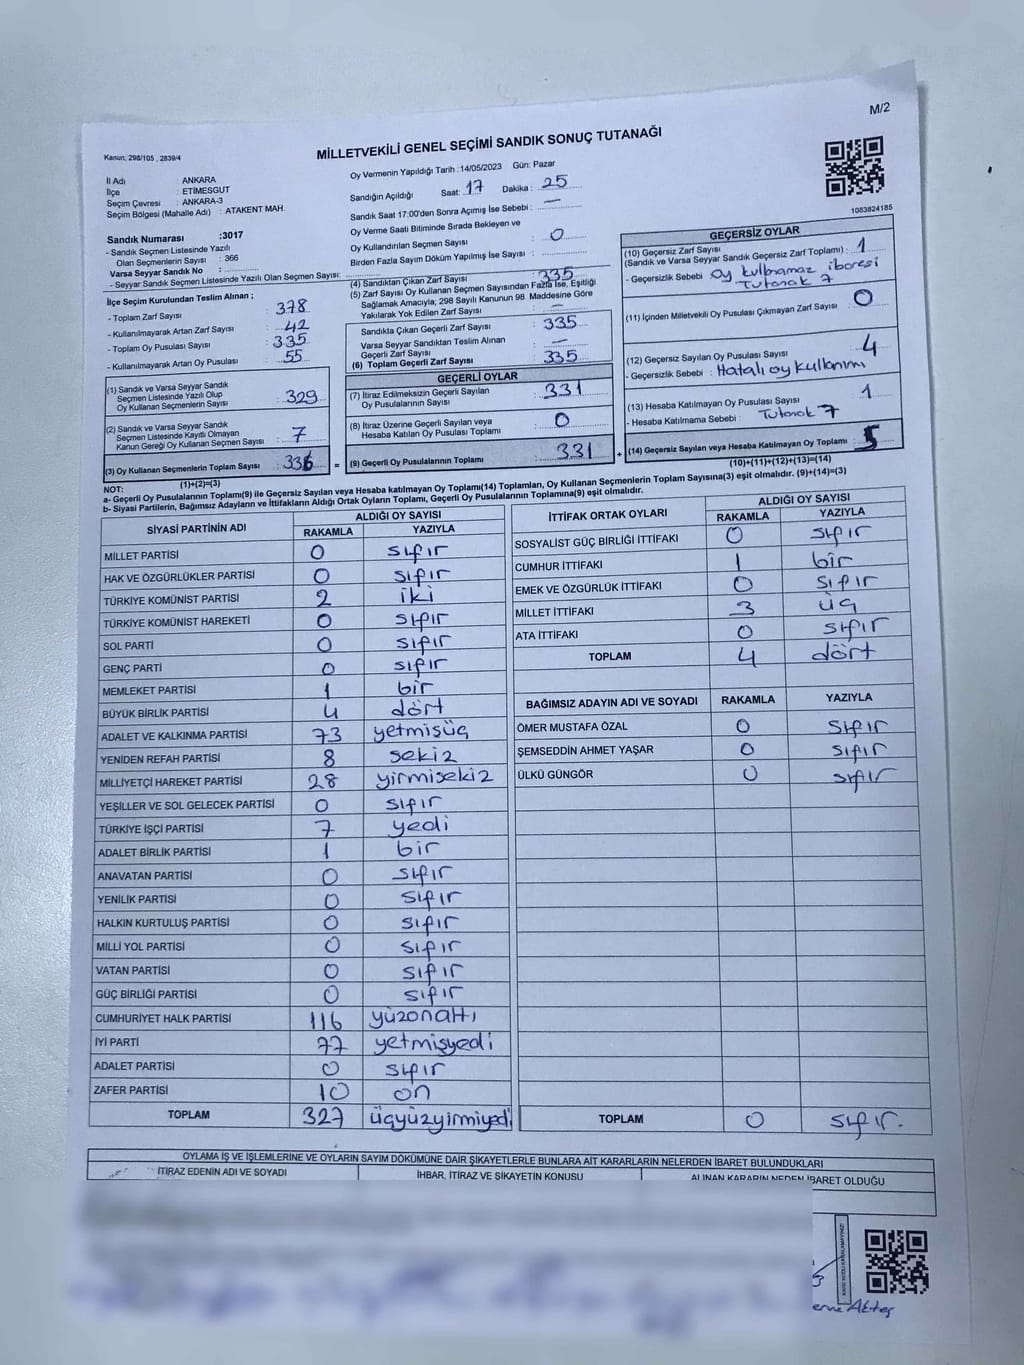 M/2
Kanun; 298/105 , 2839/4
MİLLETVEKİLİ GENEL SEÇİMİ SANDIK SONUÇ TUTANAĞI
İl Adı : ANKARA
İlçe : ETİMESGUT
Seçim Çevresi : ANKARA-3
Seçim Bölgesi (Mahalle Adı) : ATAKENT MAH.
Sandık Numarası :3017
- Sandık Seçmen Listesinde Yazılı
Olan Seçmenlerin Sayısı : 366
Varsa Seyyar Sandık No :
- Seyyar Sandık Seçmen Listesinde Yazılı Olan Seçmen Sayısı:
Oy Vermenin Yapıldığı Tarih :14/05/2023 Gün: Pazar
Sandığın Açıldığı Saat: 17 Dakika : 25
Sandık Saat 17:00'den Sonra Açımış İse Sebebi : —
Oy Verme Saati Bitiminde Sırada Bekleyen ve
Oy Kullandırılan Seçmen Sayısı : 0
Birden Fazla Sayım Döküm Yapılmış İse Sayısı :
1083824185
İlçe Seçim Kurulundan Teslim Alınan ;
- Toplam Zarf Sayısı : 378
- Kullanılmayarak Artan Zarf Sayısı : 42
- Toplam Oy Pusulası Sayısı : 335
- Kullanılmayarak Artan Oy Pusulası : 55
(1) Sandık ve Varsa Seyyar Sandık
Seçmen Listesinde Yazılı Olup
Oy Kullanan Seçmenlerin Sayısı : 329
(2) Sandık ve Varsa Seyyar Sandık
Seçmen Listesinde Kayıtlı Olmayan
Kanun Gereği Oy Kullanan Seçmen Sayısı : 7
(3) Oy Kullanan Seçmenlerin Toplam Sayısı : 336
(1)+(2)=(3)
(4) Sandıktan Çıkan Zarf Sayısı : 335
(5) Zarf Sayısı Oy Kullanan Seçmen Sayısından Fazla İse, Eşitliği
Sağlamak Amacıyla; 298 Sayılı Kanunun 98. Maddesine Göre
Yakılarak Yok Edilen Zarf Sayısı : —
Sandıkta Çıkan Geçerli Zarf Sayısı : 335
Varsa Seyyar Sandıktan Teslim Alınan
Geçerli Zarf Sayısı : —
(6) Toplam Geçerli Zarf Sayısı : 335
GEÇERLİ OYLAR
(7) İtiraz Edilmeksizin Geçerli Sayılan
Oy Pusulalarının Sayısı : 331
(8) İtiraz Üzerine Geçerli Sayılan veya
Hesaba Katılan Oy Pusulası Toplamı : 0
= (9) Geçerli Oy Pusulalarının Toplamı : 331
GEÇERSİZ OYLAR
(10) Geçersiz Zarf Sayısı
(Sandık ve Varsa Seyyar Sandık Geçersiz Zarf Toplamı) : 1
- Geçersizlik Sebebi : Oy kullanamaz ibaresi
Tutanak 7
(11) İçinden Milletvekili Oy Pusulası Çıkmayan Zarf Sayısı : 0
(12) Geçersiz Sayılan Oy Pusulası Sayısı : 4
- Geçersizlik Sebebi : Hatalı oy kullanımı
(13) Hesaba Katılmayan Oy Pusulası Sayısı : 1
- Hesaba Katılmama Sebebi : Tutanak 7
+ (14) Geçersiz Sayılan veya Hesaba Katılmayan Oy Toplamı : 5
(10)+(11)+(12)+(13)=(14)
NOT:
a- Geçerli Oy Pusulalarının Toplamı(9) ile Geçersiz Sayılan veya Hesaba katılmayan Oy Toplamı(14) Toplamları, Oy Kullanan Seçmenlerin Toplam Sayısına(3) eşit olmalıdır. (9)+(14)=(3)
b- Siyasi Partilerin, Bağımsız Adayların ve İttifakların Aldığı Ortak Oyların Toplamı, Geçerli Oy Pusulalarının Toplamına(9) eşit olmalıdır.
SİYASİ PARTİNİN ADI ALDIĞI OY SAYISI
RAKAMLA YAZIYLA
MİLLET PARTİSİ 0 sıfır
HAK VE ÖZGÜRLÜKLER PARTİSİ 0 sıfır
TÜRKİYE KOMÜNİST PARTİSİ 2 iki
TÜRKİYE KOMÜNİST HAREKETİ 0 sıfır
SOL PARTİ 0 sıfır
GENÇ PARTİ 0 sıfır
MEMLEKET PARTİSİ 1 bir
BÜYÜK BİRLİK PARTİSİ 4 dört
ADALET VE KALKINMA PARTİSİ 73 yetmişüç
YENİDEN REFAH PARTİSİ 8 sekiz
MİLLİYETÇİ HAREKET PARTİSİ 28 yirmisekiz
YEŞİLLER VE SOL GELECEK PARTİSİ 0 sıfır
TÜRKİYE İŞÇİ PARTİSİ 7 yedi
ADALET BİRLİK PARTİSİ 1 bir
ANAVATAN PARTİSİ 0 sıfır
YENİLİK PARTİSİ 0 sıfır
HALKIN KURTULUŞ PARTİSİ 0 sıfır
MİLLİ YOL PARTİSİ 0 sıfır
VATAN PARTİSİ 0 sıfır
GÜÇ BİRLİĞİ PARTİSİ 0 sıfır
CUMHURİYET HALK PARTİSİ 116 yüzonaltı
İYİ PARTİ 77 yetmişyedi
ADALET PARTİSİ 0 sıfır
ZAFER PARTİSİ 10 on
TOPLAM 327 üçyüzyirmiyedi
İTTİFAK ORTAK OYLARI ALDIĞI OY SAYISI
RAKAMLA YAZIYLA
SOSYALİST GÜÇ BİRLİĞİ İTTİFAKI 0 sıfır
CUMHUR İTTİFAKI 1 bir
EMEK VE ÖZGÜRLÜK İTTİFAKI 0 sıfır
MİLLET İTTİFAKI 3 üç
ATA İTTİFAKI 0 sıfır
TOPLAM 4 dört
BAĞIMSIZ ADAYIN ADI VE SOYADI RAKAMLA YAZIYLA
ÖMER MUSTAFA ÖZAL 0 sıfır
ŞEMSEDDİN AHMET YAŞAR 0 sıfır
ÜLKÜ GÜNGÖR 0 sıfır
TOPLAM 0 sıfır.
OYLAMA İŞ VE İŞLEMLERİNE VE OYLARIN SAYIM DÖKÜMÜNE DAİR ŞİKAYETLERLE BUNLARA AİT KARARLARIN NELERDEN İBARET BULUNDUKLARI
İTİRAZ EDENİN ADI VE SOYADI İHBAR, İTİRAZ VE ŞİKAYETİN KONUSU ALINAN KARARIN NEDEN İBARET OLDUĞU
Aktaş